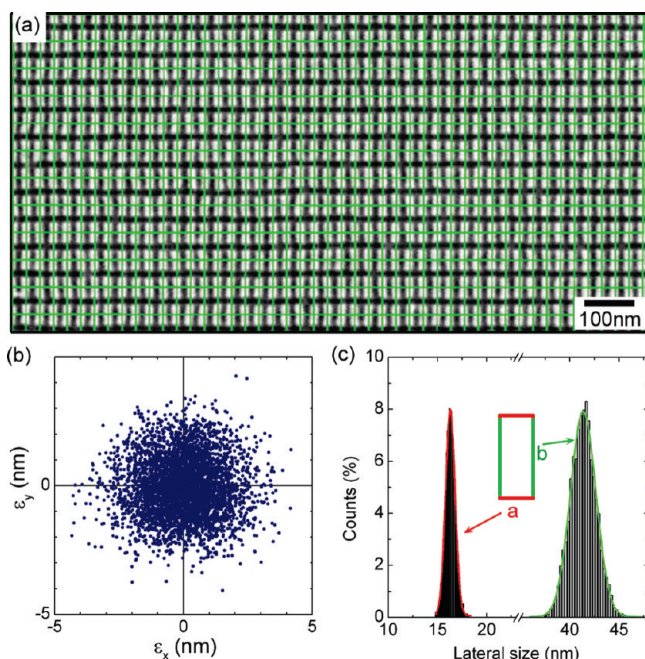 (a)
100nm
(b)
5
0
-5
-5 0 5
εy (nm)
εx (nm)
(c)
10
8
6
4
2
0
10 15 20 40 45
Counts (%)
Lateral size (nm)
a
b